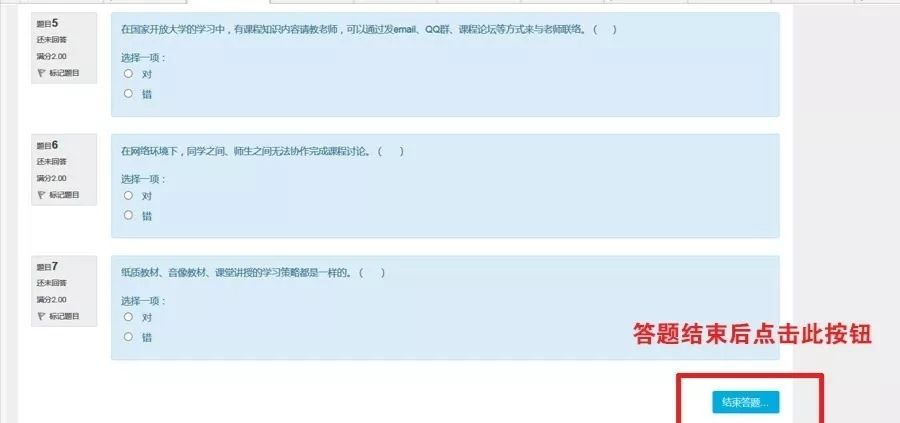 题目5
还未回答
满分2.00
标记题目
在国家开放大学的学习中，有课程知识内容请教老师，可以通过发email、QQ群、课程论坛等方式来与老师联络。（ ）
选择一项：
对
错
题目6
还未回答
满分2.00
标记题目
在网络环境下，同学之间、师生之间无法协作完成课程讨论。（ ）
选择一项：
对
错
题目7
还未回答
满分2.00
标记题目
纸质教材、音像教材、课堂讲授的学习策略都是一样的。（ ）
选择一项：
对
错
答题结束后点击此按钮
结束答题...